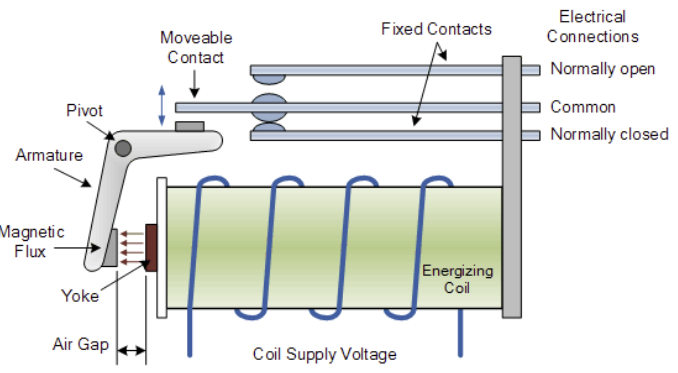 Electrical
Connections
Moveable
Contact
Fixed Contacts
Normally open
Common
Normally closed
Pivot
Armature
Magnetic
Flux
Yoke
Energizing
Coil
Air Gap
Coil Supply Voltage